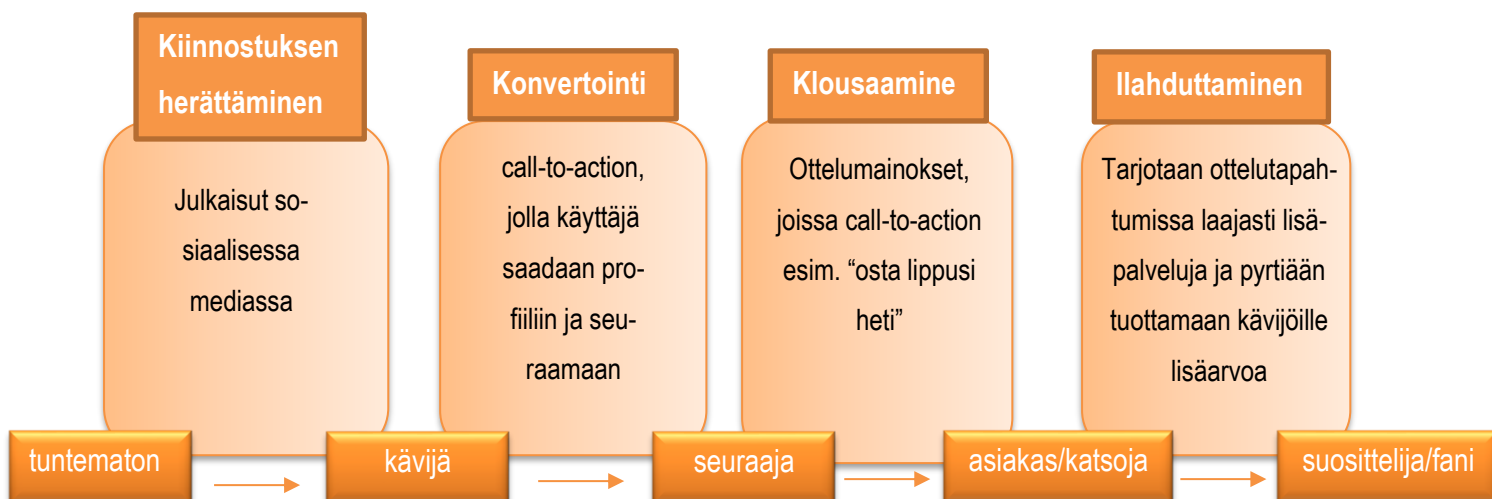 Kiinnostuksen
herättäminen
Julkaisut so-
siaalisessa
mediassa
Konvertointi
call-to-action,
jolla käyttäjä
saadaan pro-
fiiliin ja seu-
raamaan
Klousaamine
Ottelumainokset,
joissa call-to-action
esim. “osta lippusi
heti”
Ilahduttaminen
Tarjotaan ottelutapah-
tumissa laajasti lisä-
palveluja ja pyrtiään
tuottamaan kävijöille
lisäarvoa
tuntematon
kävijä
seuraaja
asiakas/katsoja
suosittelija/fani